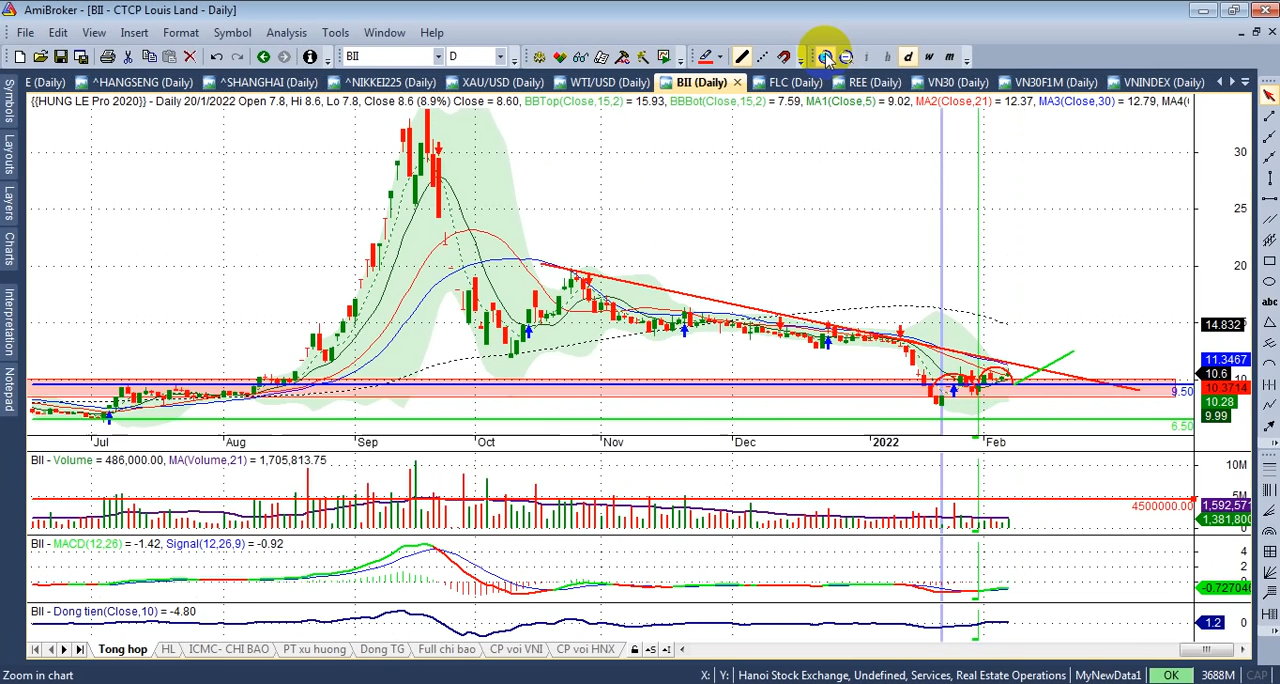 AmiBroker - [BII - CTCP Louis Land - Daily]
File Edit View Insert Format Symbol Analysis Tools Window Help
BII D i h d w m
E (Daily) ^HANGSENG (Daily) ^SHANGHAI (Daily) ^NIKKEI225 (Daily) XAU/USD (Daily) WTI/USD (Daily) BII (Daily) FLC (Daily) REE (Daily) VN30 (Daily) VN30F1M (Daily) VNINDEX (Daily)
{{HUNG LE Pro 2020}} - Daily 20/1/2022 Open 7.8, Hi 8.6, Lo 7.8, Close 8.6 (8.9%) Close = 8.60, BBTop(Close,15,2) = 15.93, BBBot(Close,15,2) = 7.59, MA1(Close,5) = 9.02, MA2(Close,21) = 12.37, MA3(Close,30) = 12.79, MA4(
Symbols
Layouts
Layers
Charts
Interpretation
Notepad
abc
30
25
20
14.832
11.3467
10.6
10.3714
10.28
9.99
9.50
6.50
Jul Aug Sep Oct Nov Dec 2022 Feb
BII - Volume = 486,000.00, MA(Volume,21) = 1,705,813.75
10M
5M
4500000.00
1,592,57
1,381,800
0
BII - MACD(12,26) = -1.42, Signal(12,26,9) = -0.92
4
2
-0.727049
BII - Dong tien(Close,10) = -4.80
1.2 0
Tong hop HL ICMC- CHI BAO PT xu huong Dong TG Full chi bao CP voi VNI CP voi HNX
Zoom in chart X: Y: Hanoi Stock Exchange, Undefined, Services, Real Estate Operations MyNewData1 OK 3688M CAP